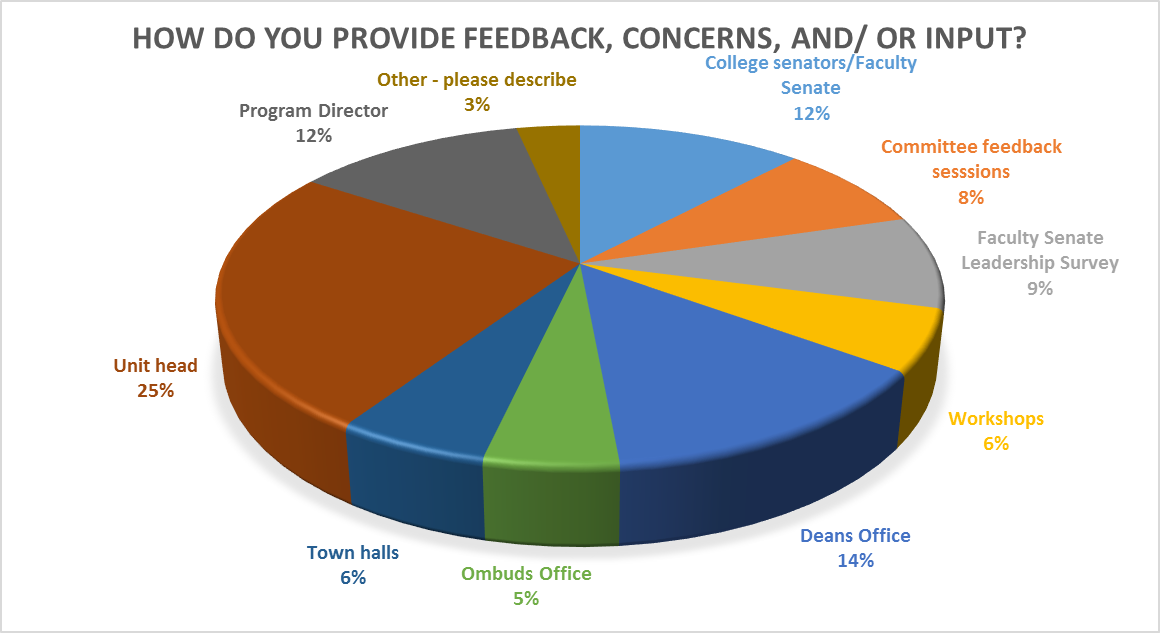 HOW DO YOU PROVIDE FEEDBACK, CONCERNS, AND/ OR INPUT?
College senators/Faculty
Senate
12%
Committee feedback
sesssions
8%
Faculty Senate
Leadership Survey
9%
Workshops
6%
Deans Office
14%
Ombuds Office
5%
Town halls
6%
Unit head
25%
Program Director
12%
Other - please describe
3%